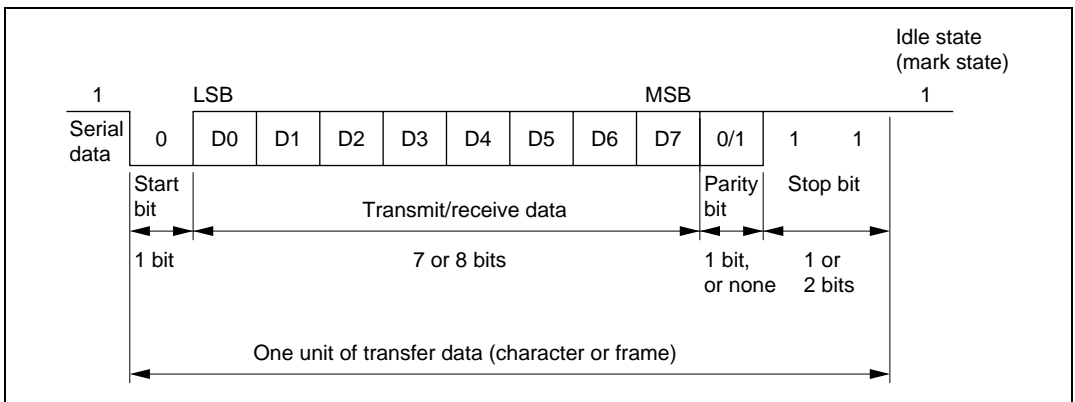 Idle state
(mark state)
1 LSB MSB 1
Serial
data
0 D0 D1 D2 D3 D4 D5 D6 D7 0/1 1 1
Start
bit
Transmit/receive data
Parity
bit
Stop bit
1 bit
7 or 8 bits
1 bit,
or none
1 or
2 bits
One unit of transfer data (character or frame)